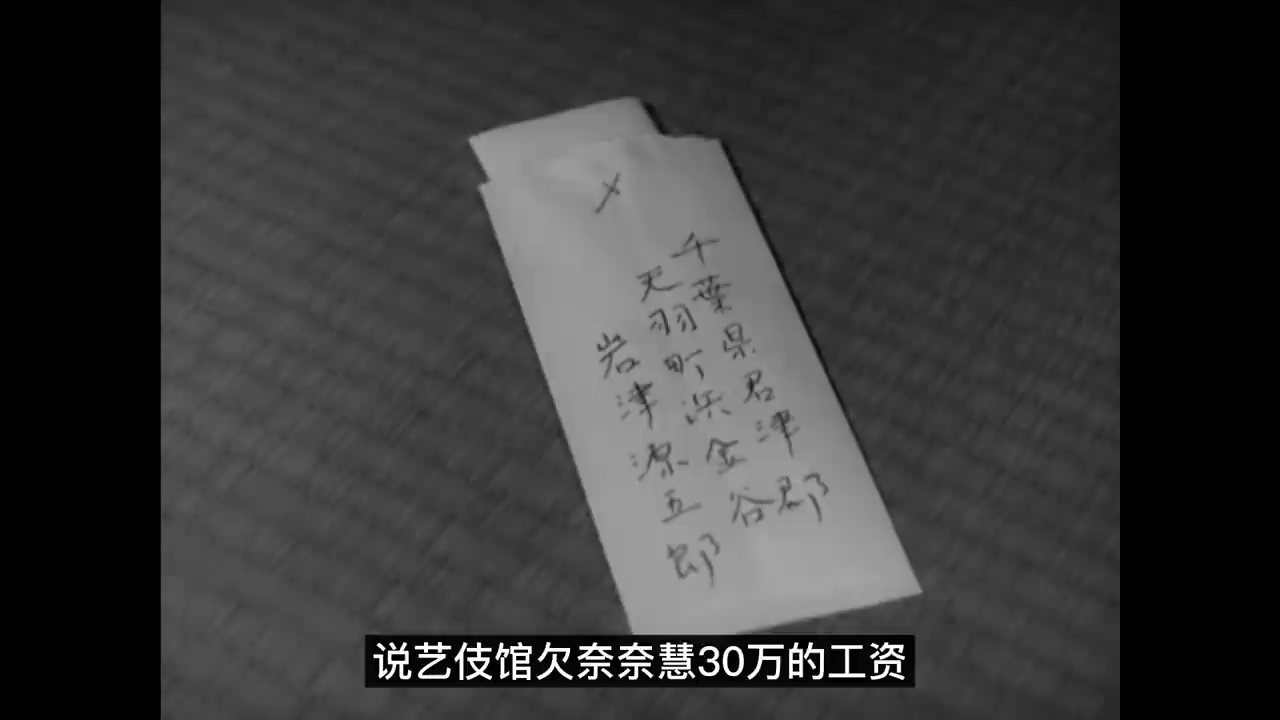 〆
千葉県君津郡
天羽町浜金谷
岩津源五郎
说艺伎馆欠奈奈慧30万的工资